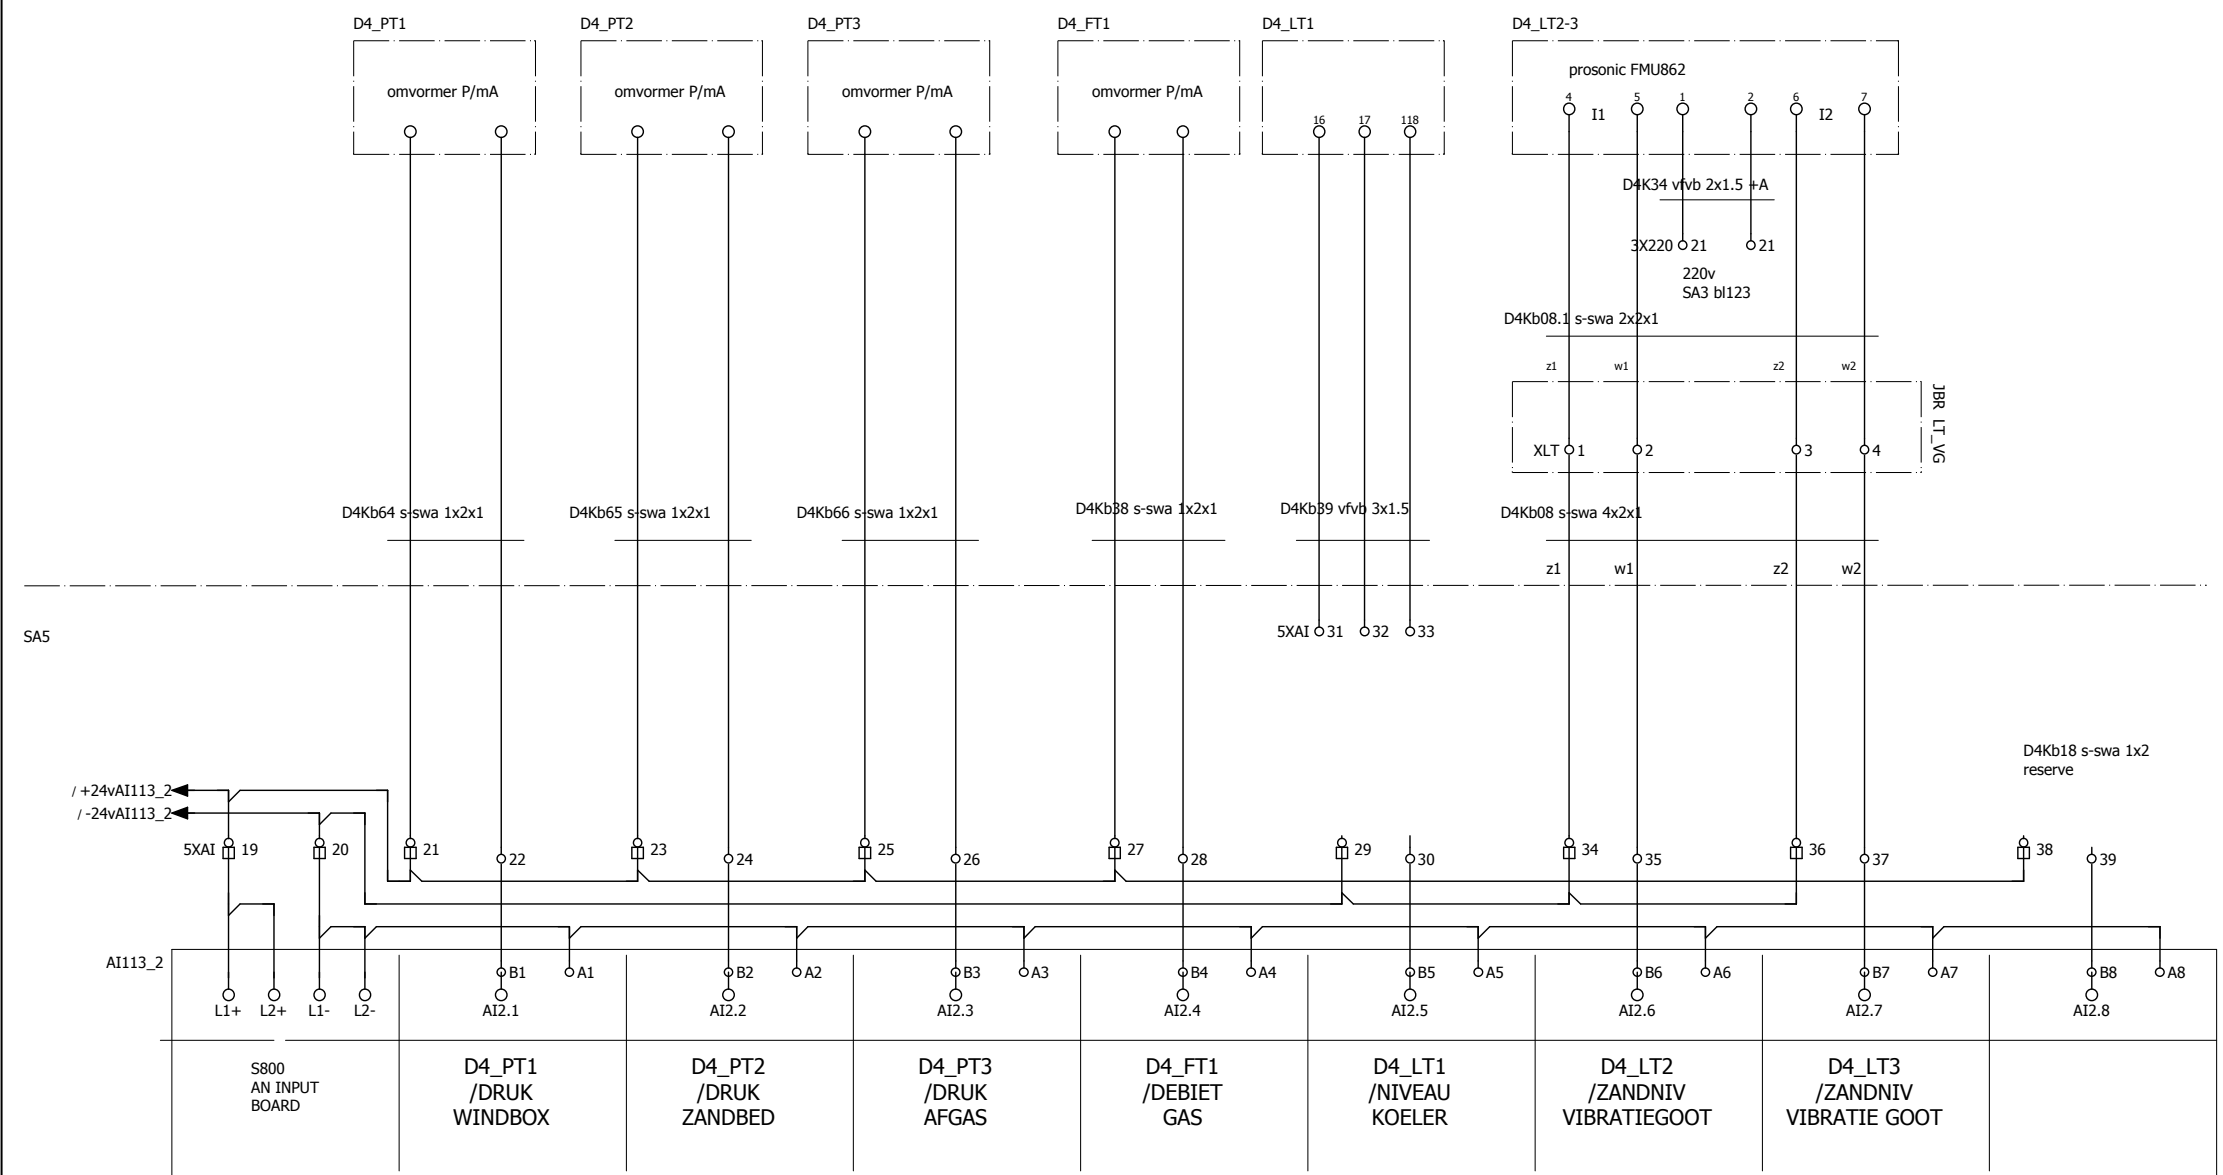 D4_PT1
D4_PT2
D4_PT3
D4_FT1
D4_LT1
D4_LT2-3
omvormer P/mA
omvormer P/mA
omvormer P/mA
omvormer P/mA
prosonic FMU862
4
I1
5
1
2
6
I2
7
16
17
118
D4K34 vfvb 2x1.5 +A
3X220
21
21
220v
SA3 bl123
D4Kb08.1 s-swa 2x2x1
z1
w1
z2
w2
JBR LT_VG
XLT
1
2
3
4
D4Kb64 s-swa 1x2x1
D4Kb65 s-swa 1x2x1
D4Kb66 s-swa 1x2x1
D4Kb38 s-swa 1x2x1
D4Kb39 vfvb 3x1.5
D4Kb08 s-swa 4x2x1
z1
w1
z2
w2
SA5
5XAI
31
32
33
D4Kb18 s-swa 1x2
reserve
/ +24vAI113_2
/ -24vAI113_2
5XAI
19
20
21
22
23
24
25
26
27
28
29
30
34
35
36
37
38
39
AI113_2
B1
A1
B2
A2
B3
A3
B4
A4
B5
A5
B6
A6
B7
A7
B8
A8
L1+
L2+
L1-
L2-
AI2.1
AI2.2
AI2.3
AI2.4
AI2.5
AI2.6
AI2.7
AI2.8
S800
AN INPUT
BOARD
D4_PT1
/DRUK
WINDBOX
D4_PT2
/DRUK
ZANDBED
D4_PT3
/DRUK
AFGAS
D4_FT1
/DEBIET
GAS
D4_LT1
/NIVEAU
KOELER
D4_LT2
/ZANDNIV
VIBRATIEGOOT
D4_LT3
/ZANDNIV
VIBRATIE GOOT